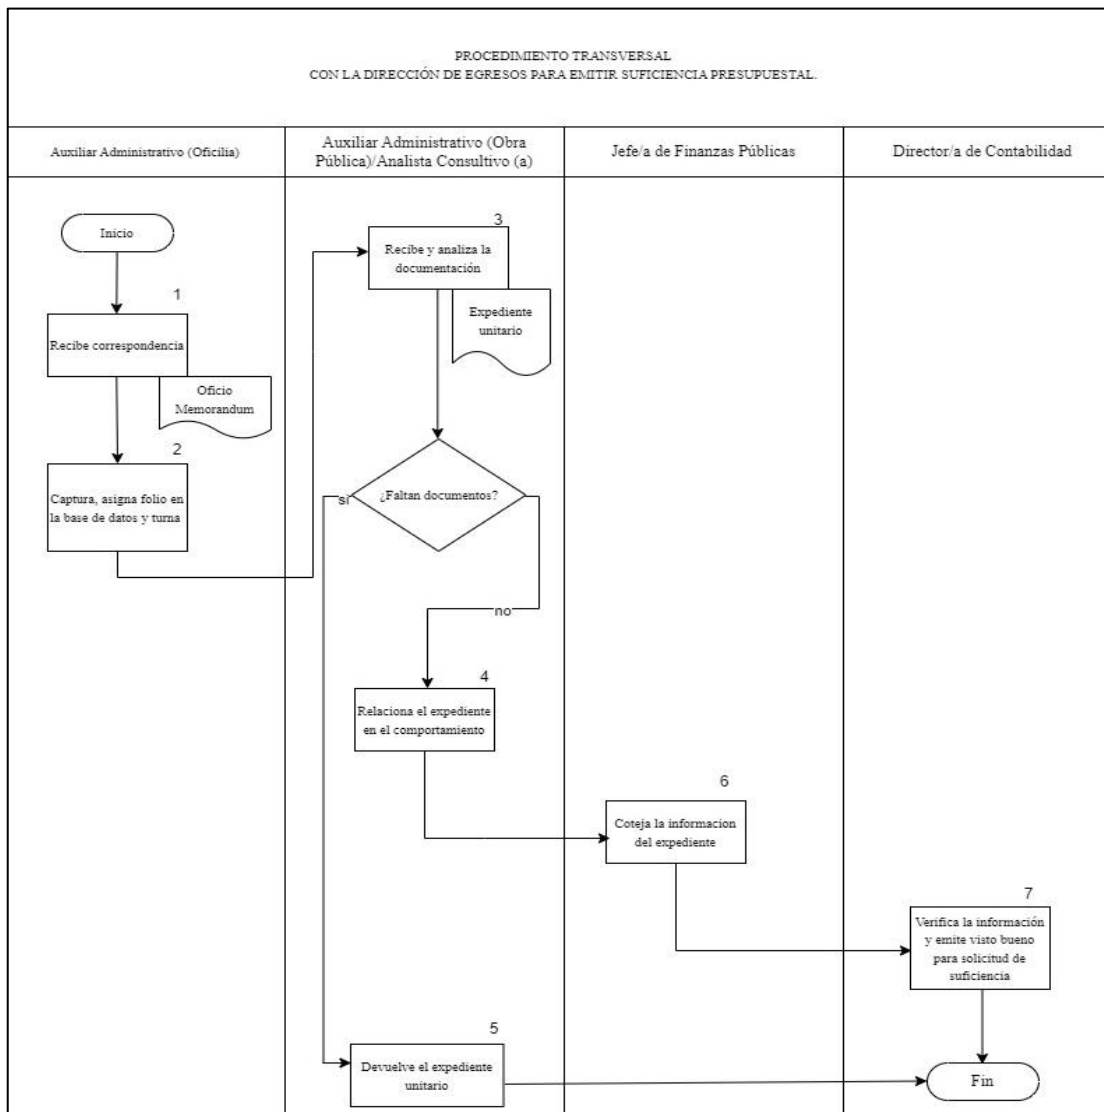 PROCEDIMIENTO TRANSVERSAL
CON LA DIRECCIÓN DE EGRESOS PARA EMITIR SUFICIENCIA PRESUPUESTAL.
Auxiliar Administrativo (Oficilia)
Auxiliar Administrativo (Obra
Pública)/Analista Consultivo (a)
Jefe/a de Finanzas Públicas
Director/a de Contabilidad
Inicio
1
Recibe correspondencia
Oficio
Memorandum
2
Captura, asigna folio en
la base de datos y turna
3
Recibe y analiza la
documentación
Expediente
unitario
¿Faltan documentos?
si
no
4
Relaciona el expediente
en el comportamiento
6
Coteja la informacion
del expediente
7
Verifica la información
y emite visto bueno
para solicitud de
suficiencia
5
Devuelve el expediente
unitario
Fin